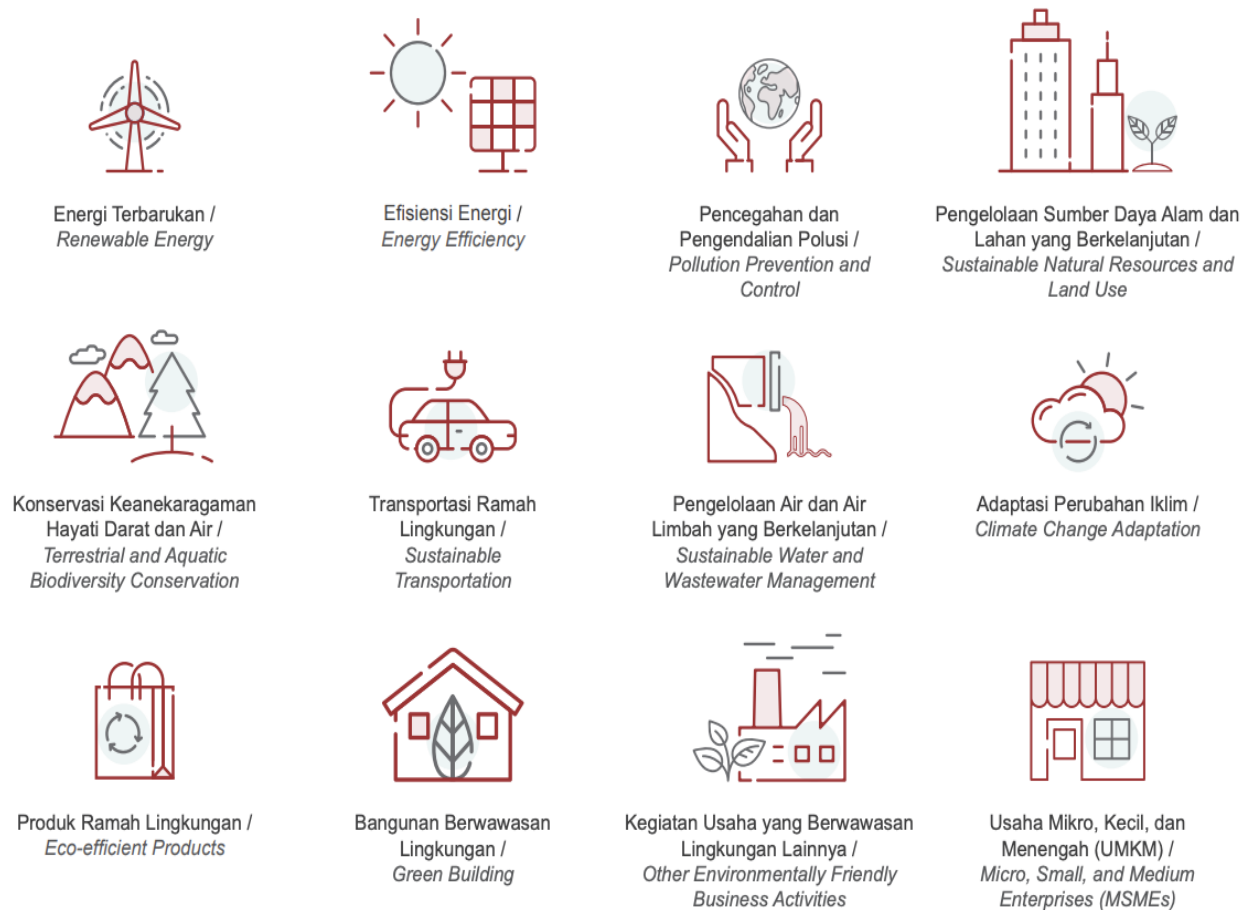 Energi Terbarukan /
Renewable Energy
Efisiensi Energi /
Energy Efficiency
Pencegahan dan
Pengendalian Polusi /
Pollution Prevention and
Control
Pengelolaan Sumber Daya Alam dan
Lahan yang Berkelanjutan /
Sustainable Natural Resources and
Land Use
Konservasi Keanekaragaman
Hayati Darat dan Air /
Terrestrial and Aquatic
Biodiversity Conservation
Transportasi Ramah
Lingkungan /
Sustainable
Transportation
Pengelolaan Air dan Air
Limbah yang Berkelanjutan /
Sustainable Water and
Wastewater Management
Adaptasi Perubahan Iklim /
Climate Change Adaptation
Produk Ramah Lingkungan /
Eco-efficient Products
Bangunan Berwawasan
Lingkungan /
Green Building
Kegiatan Usaha yang Berwawasan
Lingkungan Lainnya /
Other Environmentally Friendly
Business Activities
Usaha Mikro, Kecil, dan
Menengah (UMKM) /
Micro, Small, and Medium
Enterprises (MSMEs)